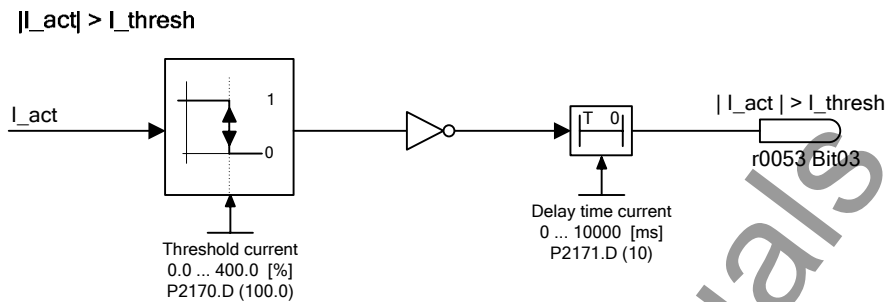 |I_act| > I_thresh
I_act
1
0
T 0
| I_act | > I_thresh
r0053 Bit03
Threshold current
0.0 ... 400.0 [%]
P2170.D (100.0)
Delay time current
0 ... 10000 [ms]
P2171.D (10)
uals